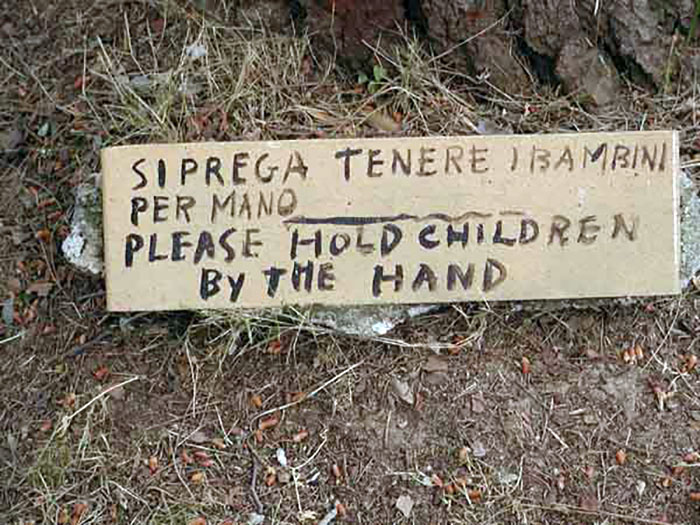 SI PREGA TENERE I BAMBINI
PER MANO
PLEASE HOLD CHILDREN
BY THE HAND